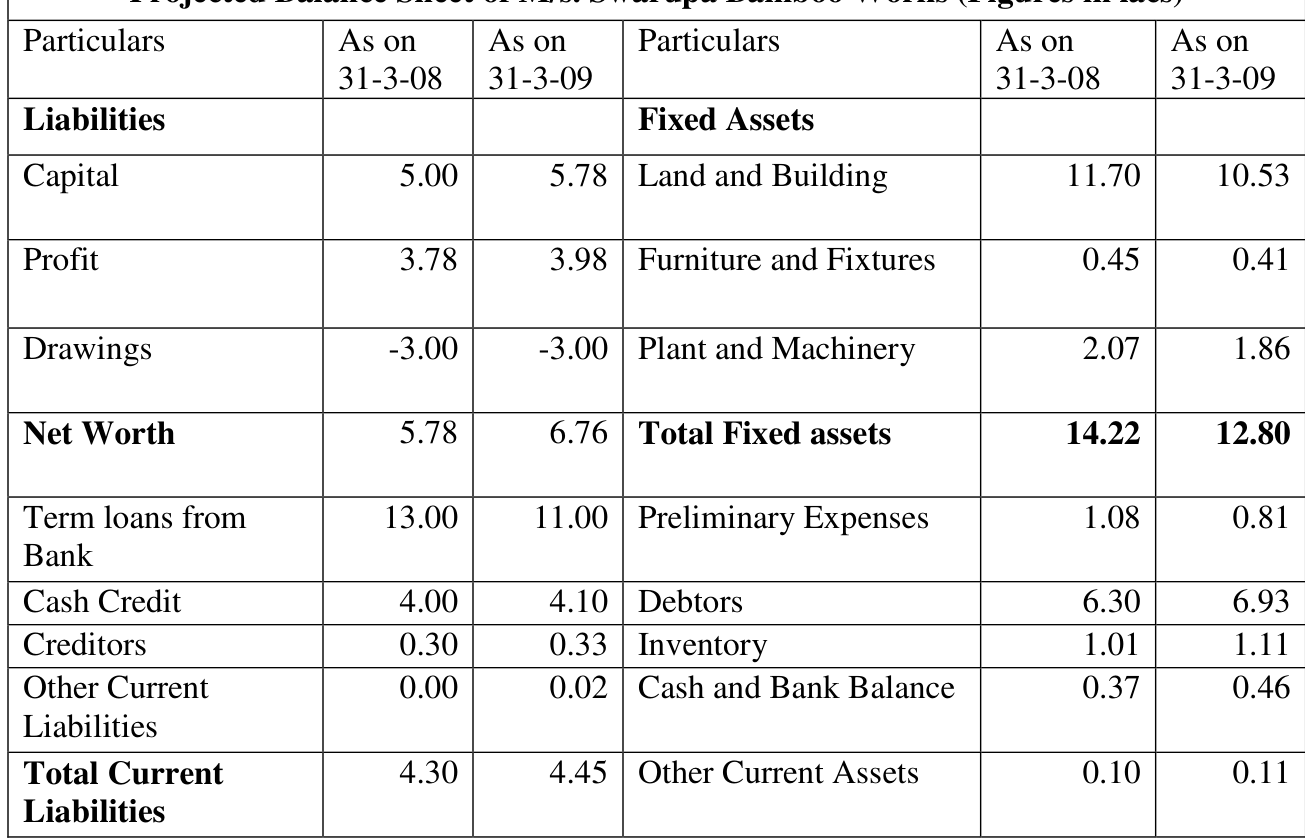 Projected Balance Sheet of M/s. Swarupa Bamboo Works (Figures in lacs)
Particulars As on 31-3-08 As on 31-3-09 Particulars As on 31-3-08 As on 31-3-09
Liabilities Fixed Assets
Capital 5.00 5.78 Land and Building 11.70 10.53
Profit 3.78 3.98 Furniture and Fixtures 0.45 0.41
Drawings -3.00 -3.00 Plant and Machinery 2.07 1.86
Net Worth 5.78 6.76 Total Fixed assets 14.22 12.80
Term loans from Bank 13.00 11.00 Preliminary Expenses 1.08 0.81
Cash Credit 4.00 4.10 Debtors 6.30 6.93
Creditors 0.30 0.33 Inventory 1.01 1.11
Other Current Liabilities 0.00 0.02 Cash and Bank Balance 0.37 0.46
Total Current Liabilities 4.30 4.45 Other Current Assets 0.10 0.11